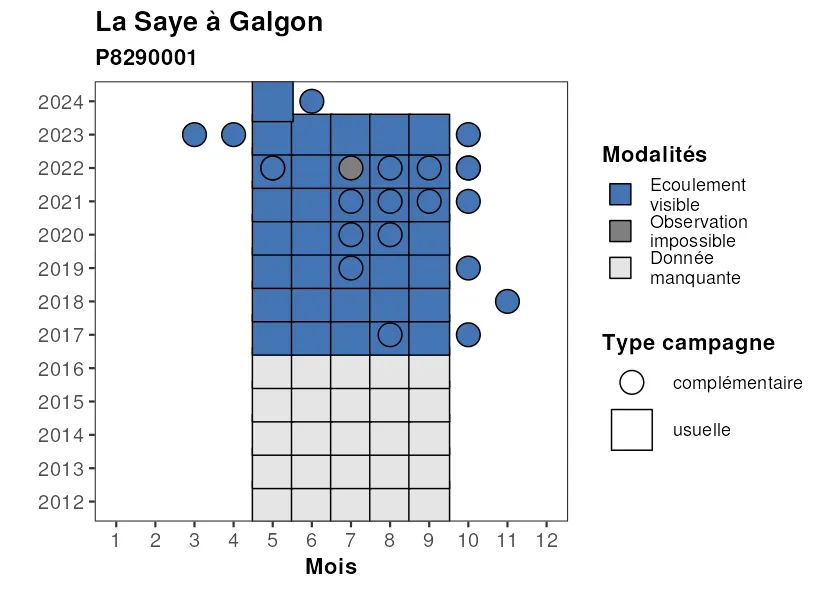 La Saye à Galgon
P8290001
2024
2023
2022
2021
2020
2019
2018
2017
2016
2015
2014
2013
2012
1 2 3 4 5 6 7 8 9 10 11 12
Mois
Modalités
Ecoulement
visible
Observation
impossible
Donnée
manquante
Type campagne
complémentaire
usuelle